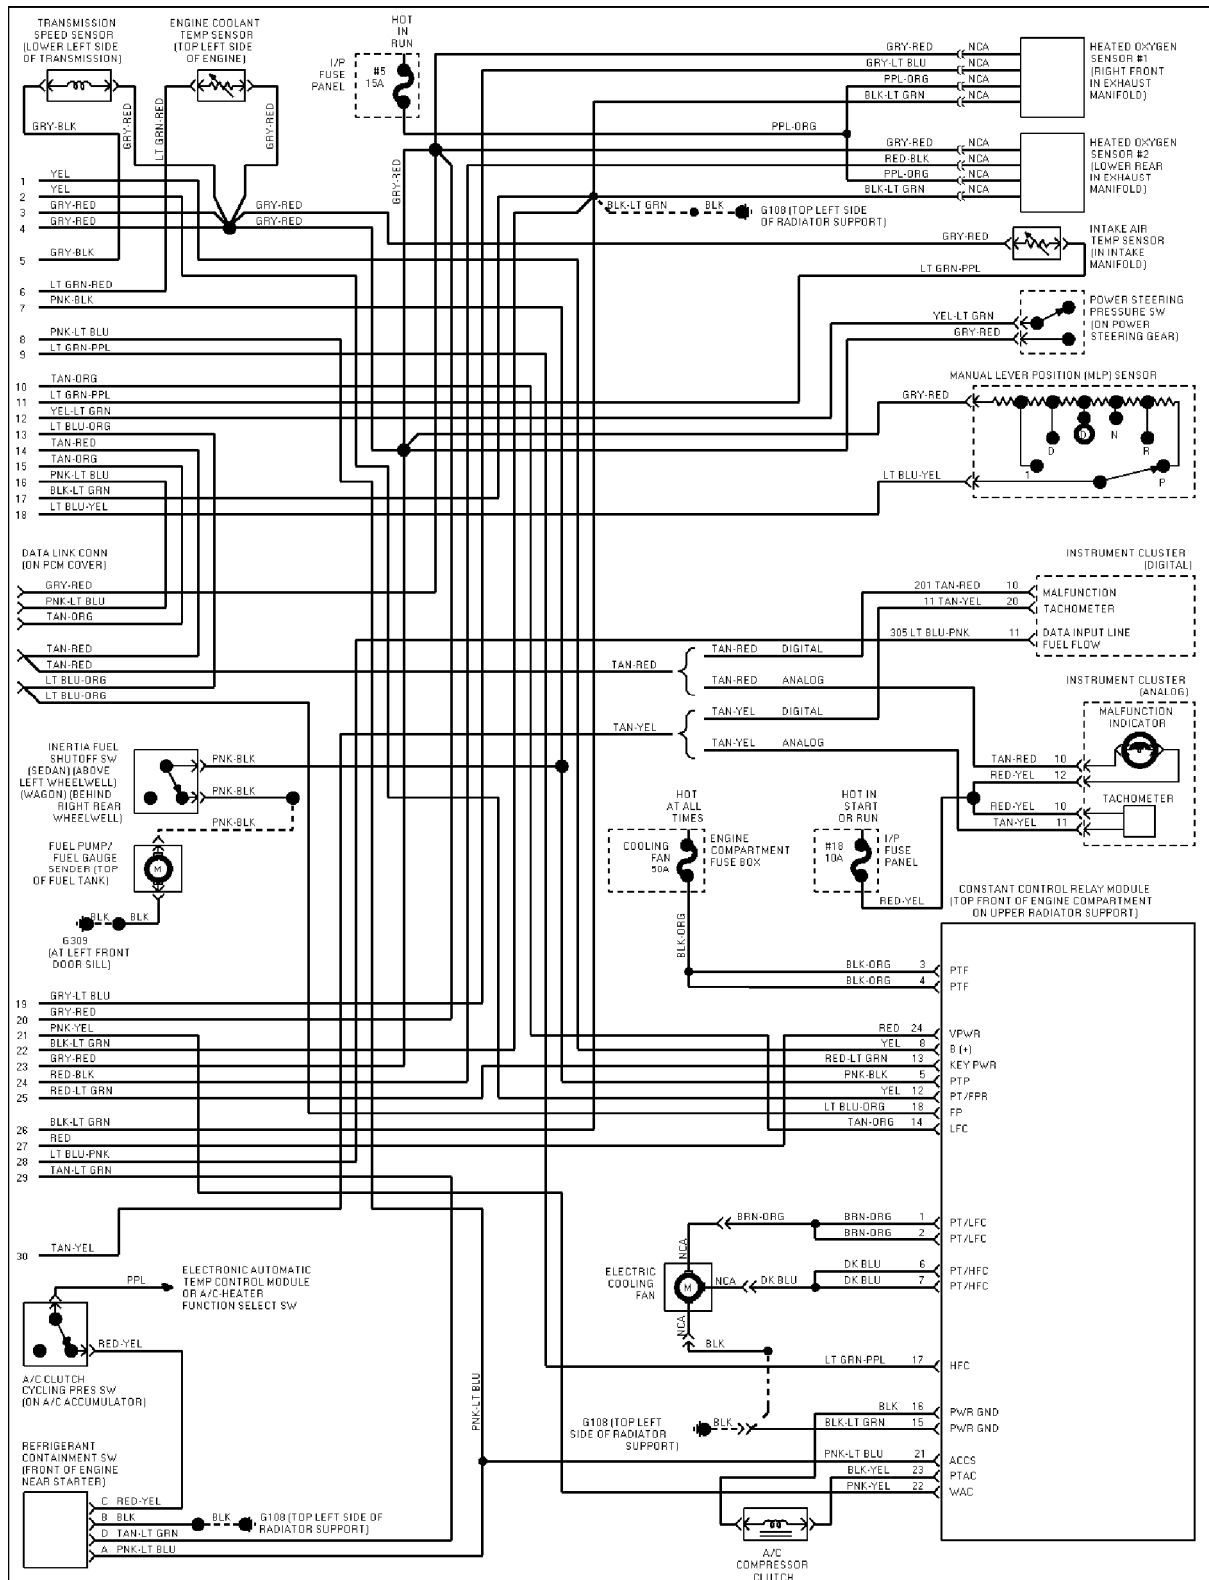 TRANSMISSION
SPEED SENSOR
(LOWER LEFT SIDE
OF TRANSMISSION)
ENGINE COOLANT
TEMP SENSOR
(TOP LEFT SIDE
OF ENGINE)
HOT
IN
RUN
I/P
FUSE
PANEL
#5
15A
GRY-RED
GRY-LT BLU
PPL-ORG
BLK-LT GRN
NCA
NCA
NCA
NCA
HEATED OXYGEN
SENSOR #1
(RIGHT FRONT
IN EXHAUST
MANIFOLD)
GRY-BLK
GRY-RED
LT GRN-RED
GRY-RED
PPL-ORG
GRY-RED
GRY-RED
RED-BLK
PPL-ORG
BLK-LT GRN
NCA
NCA
NCA
NCA
HEATED OXYGEN
SENSOR #2
(LOWER REAR
IN EXHAUST
MANIFOLD)
1 YEL
2 YEL
3 GRY-RED
4 GRY-RED
5 GRY-BLK
6 LT GRN-RED
7 PNK-BLK
8 PNK-LT BLU
9 LT GRN-PPL
10 TAN-ORG
11 LT GRN-PPL
12 YEL-LT GRN
13 LT BLU-ORG
14 TAN-RED
15 TAN-ORG
16 PNK-LT BLU
17 BLK-LT GRN
18 LT BLU-YEL
GRY-RED
GRY-RED
BLK-LT GRN
BLK
G108 (TOP LEFT SIDE
OF RADIATOR SUPPORT)
GRY-RED
LT GRN-PPL
INTAKE AIR
TEMP SENSOR
(IN INTAKE
MANIFOLD)
YEL-LT GRN
GRY-RED
POWER STEERING
PRESSURE SW
(ON POWER
STEERING GEAR)
MANUAL LEVER POSITION (MLP) SENSOR
GRY-RED
LT BLU-YEL
1
D
D
N
R
P
DATA LINK CONN
(ON PCM COVER)
GRY-RED
PNK-LT BLU
TAN-ORG
TAN-RED
TAN-RED
LT BLU-ORG
LT BLU-ORG
INSTRUMENT CLUSTER
(DIGITAL)
201 TAN-RED 10
11 TAN-YEL 20
305 LT BLU-PNK 11
MALFUNCTION
TACHOMETER
DATA INPUT LINE
FUEL FLOW
TAN-RED
TAN-RED DIGITAL
TAN-RED ANALOG
TAN-YEL
TAN-YEL DIGITAL
TAN-YEL ANALOG
INSTRUMENT CLUSTER
(ANALOG)
MALFUNCTION
INDICATOR
TAN-RED 10
RED-YEL 12
RED-YEL 10
TAN-YEL 11
TACHOMETER
INERTIA FUEL
SHUTOFF SW
(SEDAN) (ABOVE
LEFT WHEELWELL)
(WAGON) (BEHIND
RIGHT REAR
WHEELWELL)
PNK-BLK
PNK-BLK
PNK-BLK
FUEL PUMP/
FUEL GAUGE
SENDER (TOP
OF FUEL TANK)
M
BLK
BLK
G309
(AT LEFT FRONT
DOOR SILL)
HOT
AT ALL
TIMES
COOLING
FAN
50A
ENGINE
COMPARTMENT
FUSE BOX
BLK-ORG
HOT IN
START
OR RUN
#18
10A
I/P
FUSE
PANEL
RED-YEL
CONSTANT CONTROL RELAY MODULE
(TOP FRONT OF ENGINE COMPARTMENT
ON UPPER RADIATOR SUPPORT)
BLK-ORG 3 PTF
BLK-ORG 4 PTF
RED 24 VPWR
YEL 8 B (+)
RED-LT GRN 13 KEY PWR
PNK-BLK 5 PTP
YEL 12 PT/FPR
LT BLU-ORG 18 FP
TAN-ORG 14 LFC
19 GRY-LT BLU
20 GRY-RED
21 PNK-YEL
22 BLK-LT GRN
23 GRY-RED
24 RED-BLK
25 RED-LT GRN
26 BLK-LT GRN
27 RED
28 LT BLU-PNK
29 TAN-LT GRN
30 TAN-YEL
BRN-ORG
BRN-ORG 1 PT/LFC
BRN-ORG 2 PT/LFC
NCA
ELECTRIC
COOLING
FAN
M
NCA
DK BLU
DK BLU 6 PT/HFC
DK BLU 7 PT/HFC
NCA
BLK
PPL
ELECTRONIC AUTOMATIC
TEMP CONTROL MODULE
OR A/C-HEATER
FUNCTION SELECT SW
RED-YEL
A/C CLUTCH
CYCLING PRES SW
(ON A/C ACCUMULATOR)
PNK-LT BLU
LT GRN-PPL 17 HFC
G108 (TOP LEFT
SIDE OF RADIATOR
SUPPORT)
BLK
BLK 16 PWR GND
BLK-LT GRN 15 PWR GND
PNK-LT BLU 21 ACCS
BLK-YEL 23 PTAC
PNK-YEL 22 WAC
REFRIGERANT
CONTAINMENT SW
(FRONT OF ENGINE
NEAR STARTER)
C RED-YEL
B BLK
D TAN-LT GRN
A PNK-LT BLU
BLK
G108 (TOP LEFT SIDE OF
RADIATOR SUPPORT)
A/C
COMPRESSOR
CLUTCH